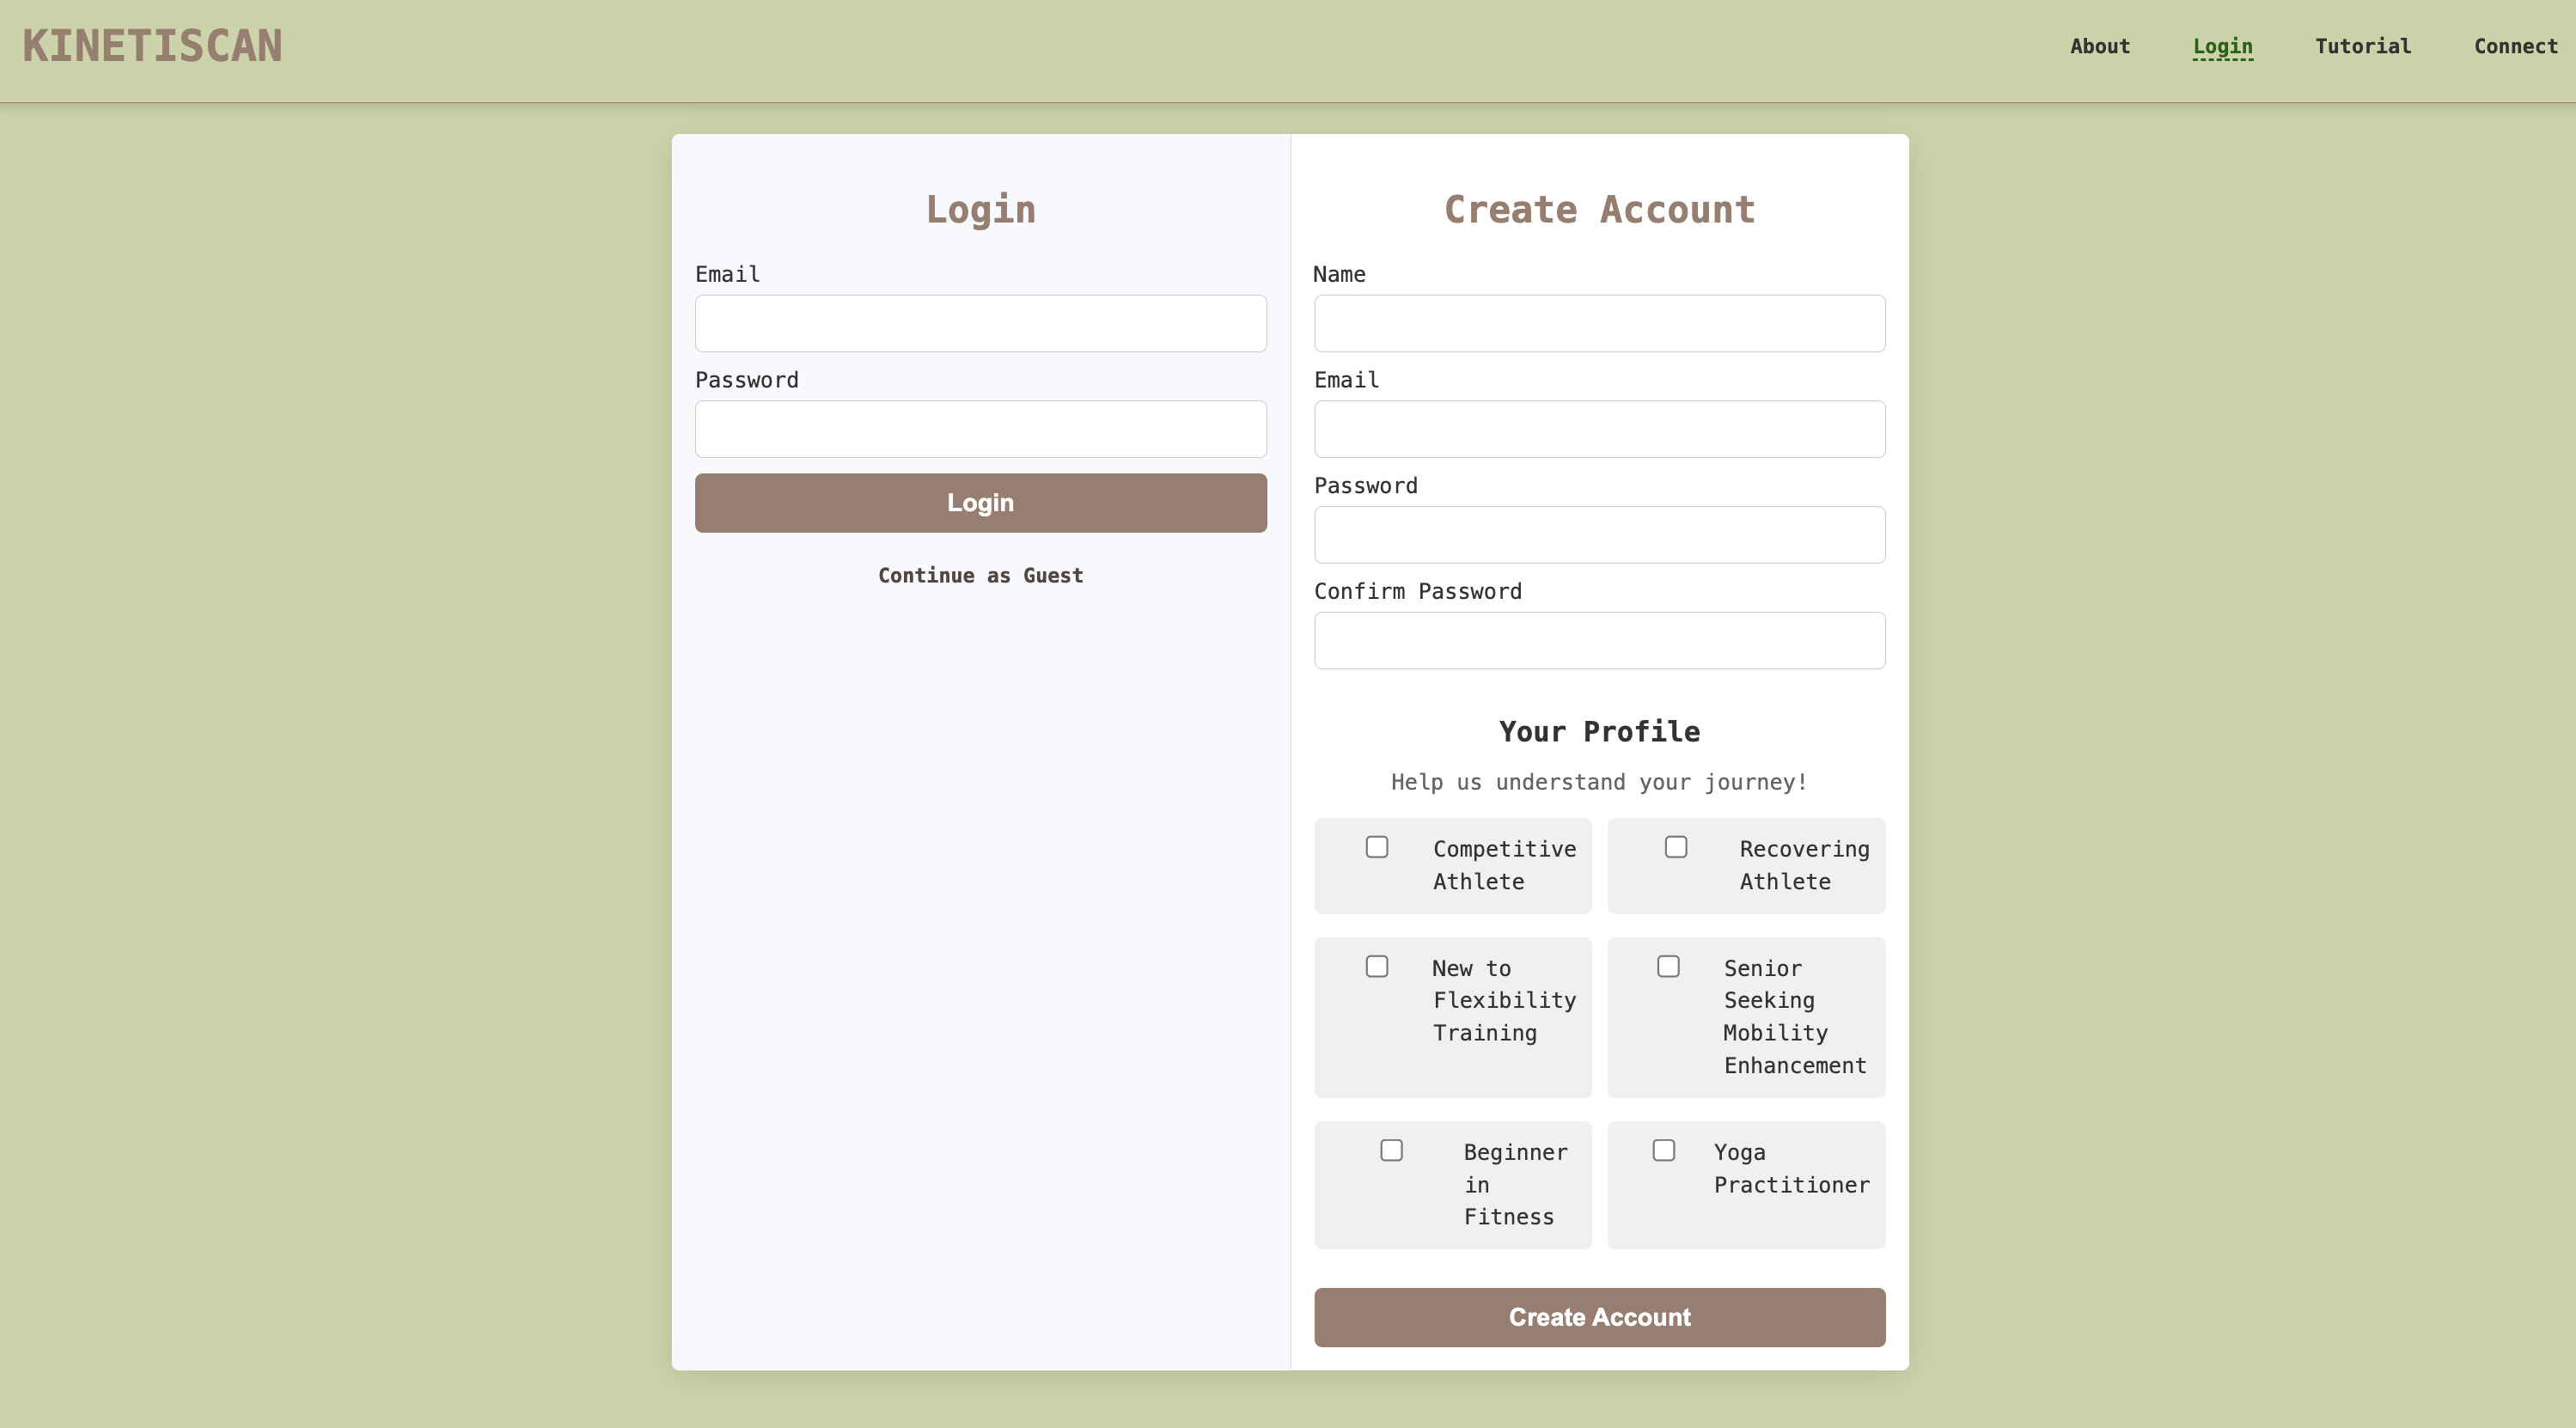 KINETISCAN
About
Login
Tutorial
Connect
Login
Email
Password
Login
Continue as Guest
Create Account
Name
Email
Password
Confirm Password
Your Profile
Help us understand your journey!
Competitive
Athlete
Recovering
Athlete
New to
Flexibility
Training
Senior
Seeking
Mobility
Enhancement
Beginner
in
Fitness
Yoga
Practitioner
Create Account